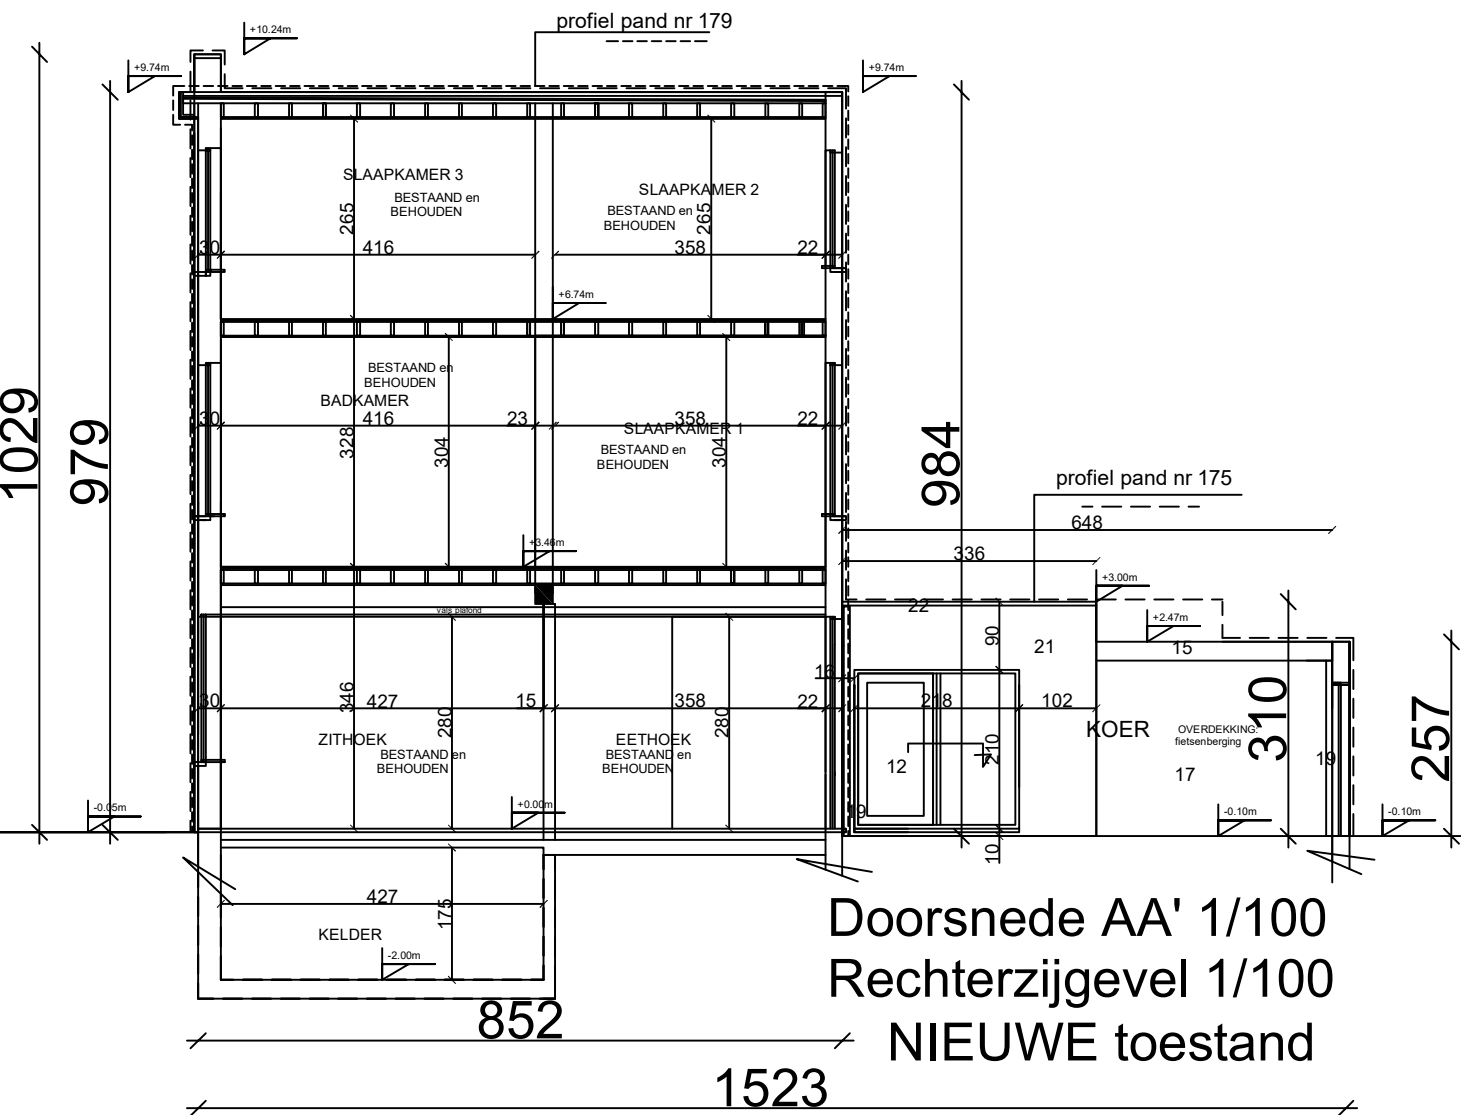 profiel pand nr 179
+10.24m
+9.74m
+9.74m
SLAAPKAMER 3
BESTAAND en
BEHOUDEN
SLAAPKAMER 2
BESTAAND en
BEHOUDEN
265
265
30
416
358
22
+6.74m
BESTAAND en
BEHOUDEN
BADKAMER
30
416
23
358
22
SLAAPKAMER 1
BESTAAND en
BEHOUDEN
328
304
304
1029
979
984
profiel pand nr 175
648
336
+3.46m
+3.00m
vals plafond
22
90
21
+2.47m
15
16
30
427
15
358
22
218
102
346
280
280
ZITHOEK
BESTAAND en
BEHOUDEN
EETHOEK
BESTAAND en
BEHOUDEN
KOER
OVERDEKKING:
fietsenberging
310
257
12
210
17
19
19
-0.05m
+0.00m
-0.10m
-0.10m
10
427
175
KELDER
-2.00m
Doorsnede AA' 1/100
Rechterzijgevel 1/100
NIEUWE toestand
852
1523